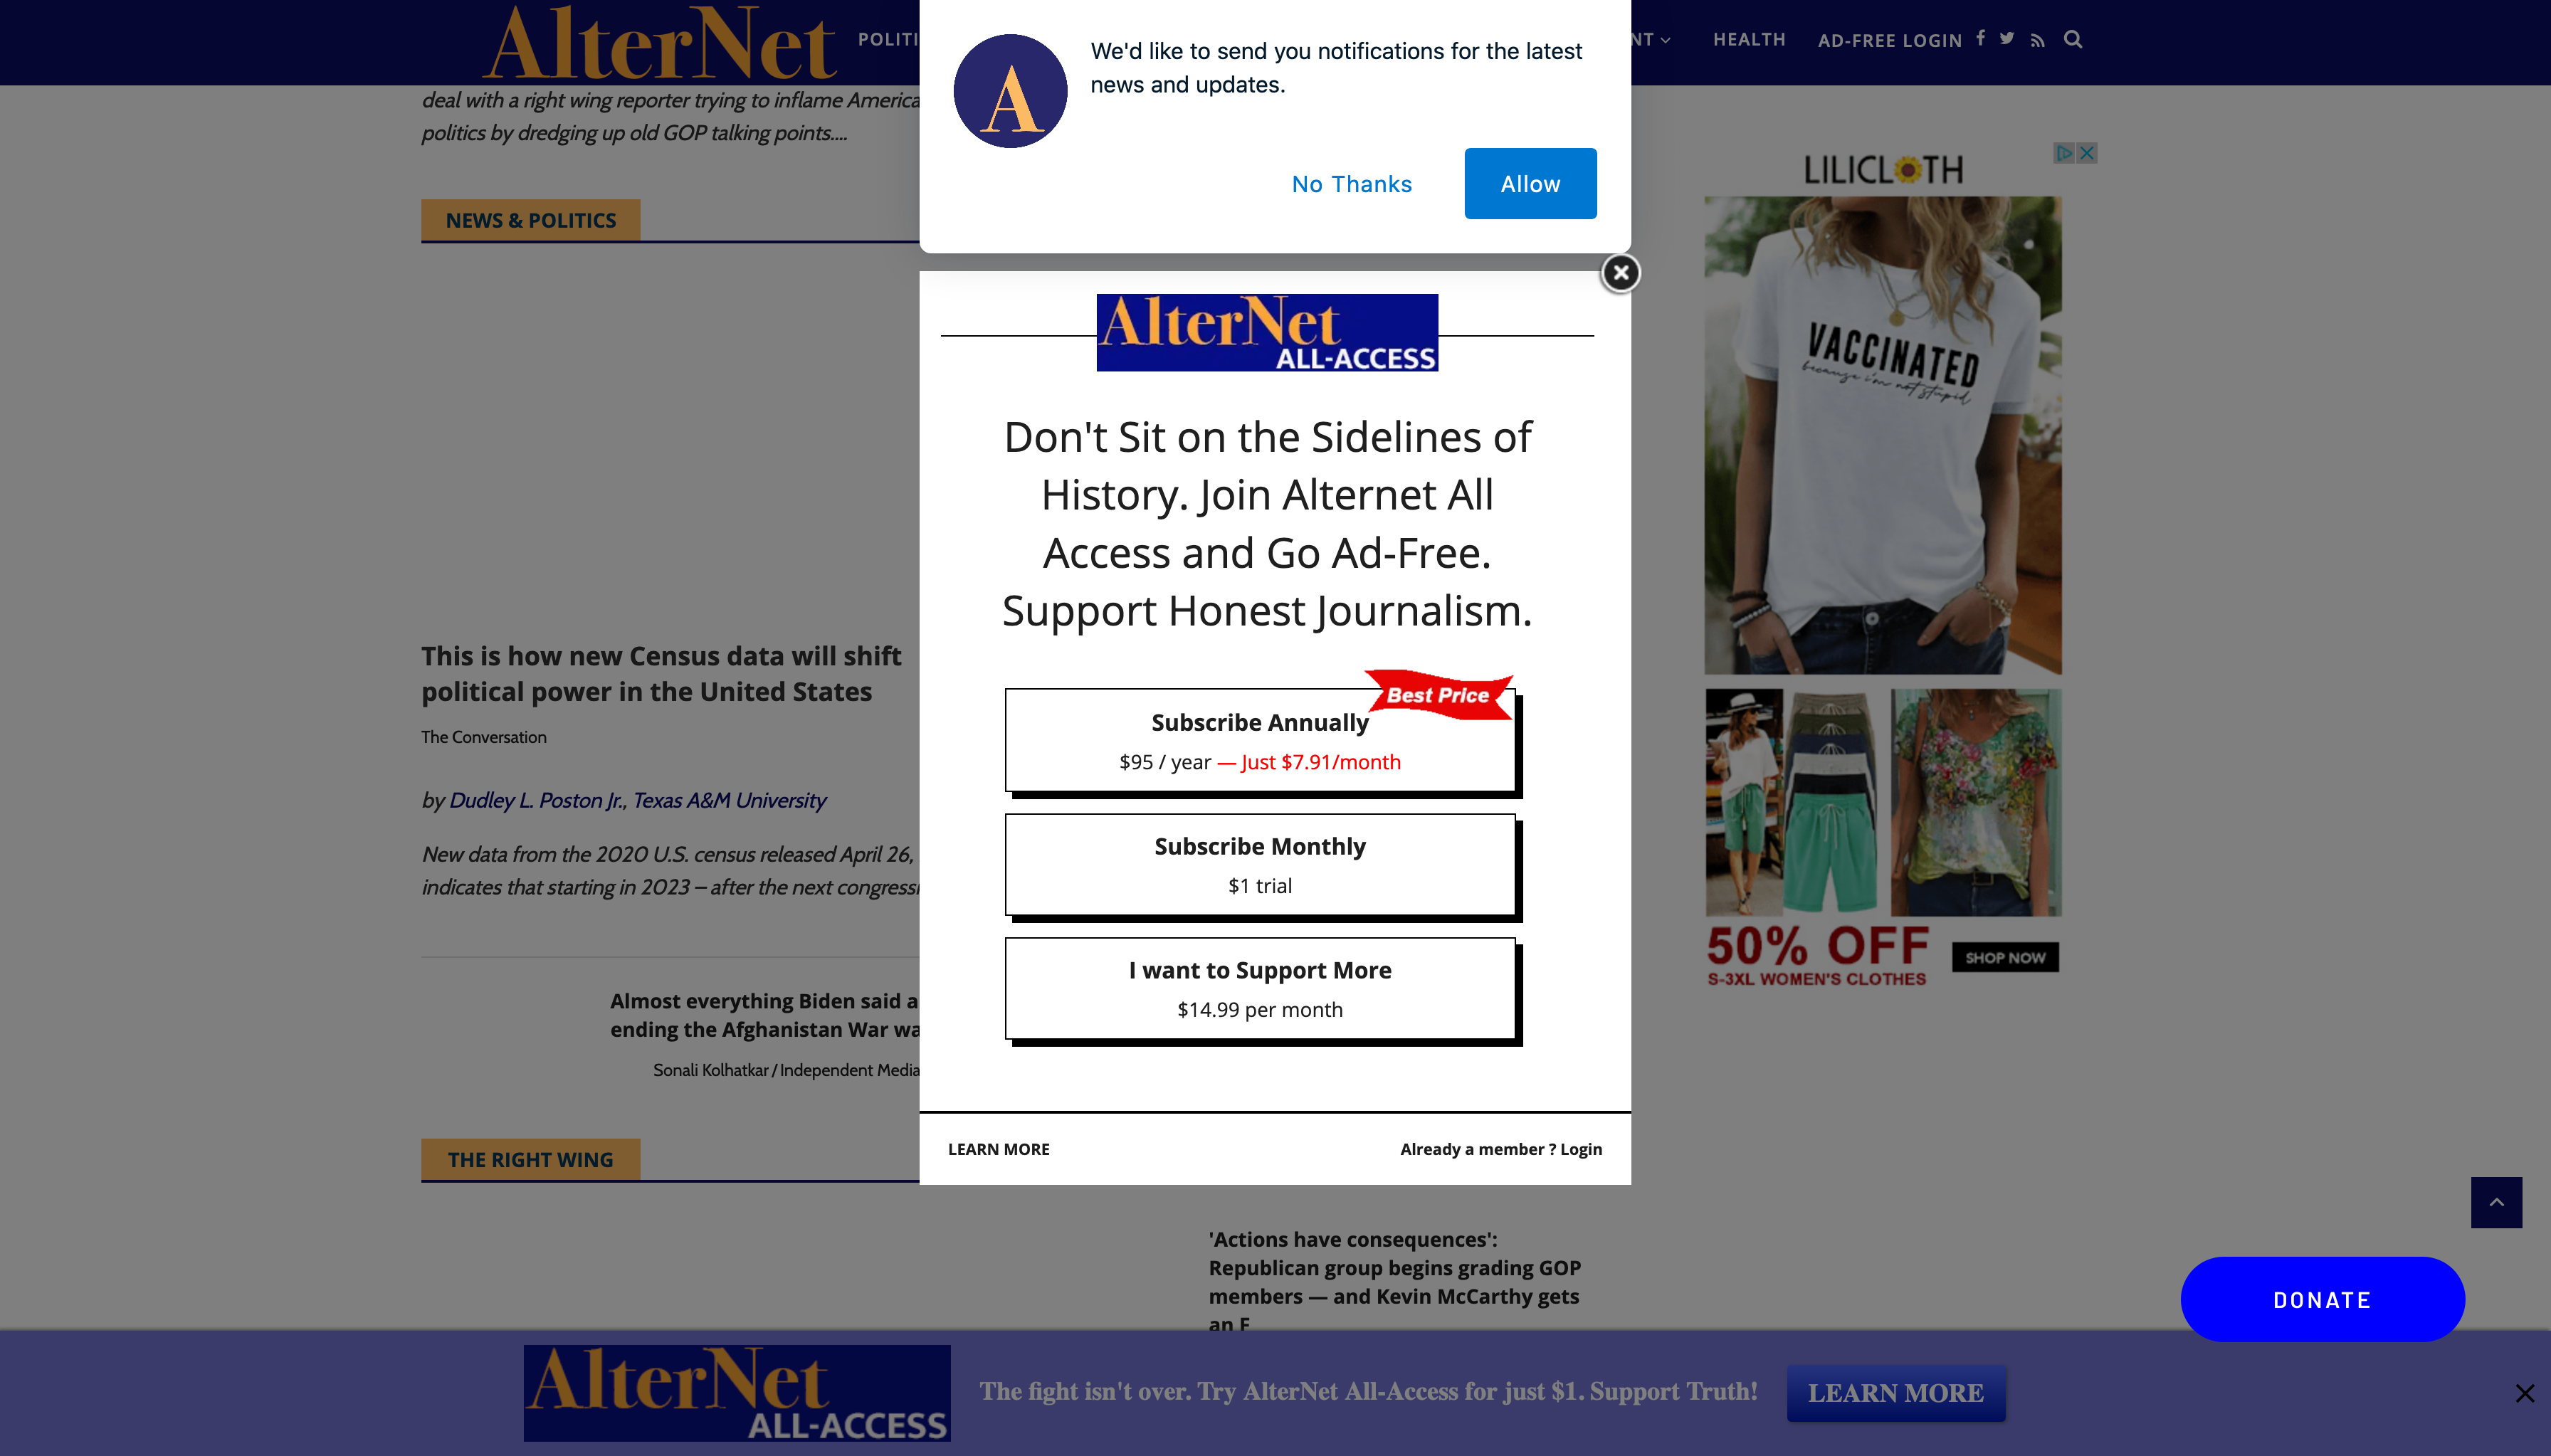 AlterNet
POLITI
NT
HEALTH
AD-FREE LOGIN
We'd like to send you notifications for the latest
news and updates.
A
No Thanks
Allow
deal with a right wing reporter trying to inflame America
politics by dredging up old GOP talking points....
NEWS & POLITICS
This is how new Census data will shift
political power in the United States
The Conversation
by Dudley L. Poston Jr., Texas A&M University
New data from the 2020 U.S. census released April 26,
indicates that starting in 2023 – after the next congressi
Almost everything Biden said a
ending the Afghanistan War wa
Sonali Kolhatkar / Independent Media
THE RIGHT WING
AlterNet
ALL-ACCESS
Don't Sit on the Sidelines of
History. Join Alternet All
Access and Go Ad-Free.
Support Honest Journalism.
Best Price
Subscribe Annually
$95 / year — Just $7.91/month
Subscribe Monthly
$1 trial
I want to Support More
$14.99 per month
LEARN MORE
Already a member ? Login
LILICLOTH
VACCINATED
because i'm not stupid
50% OFF
S-3XL WOMEN'S CLOTHES
SHOP NOW
'Actions have consequences':
Republican group begins grading GOP
members — and Kevin McCarthy gets
an F
DONATE
AlterNet
ALL-ACCESS
The fight isn't over. Try AlterNet All-Access for just $1. Support Truth!
LEARN MORE